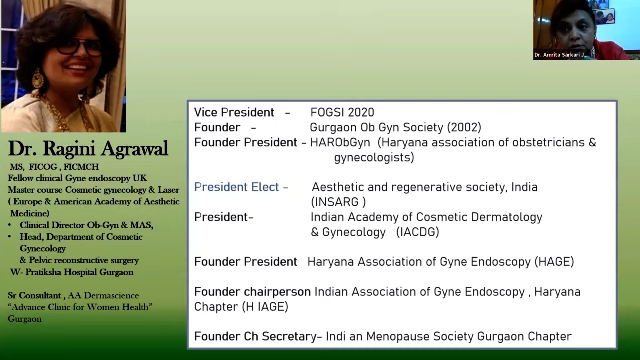 Dr. Amrita Sarkari J...
Dr. Ragini Agrawal
MS, FICOG, FICMCH
Fellow clinical Gyne endoscopy UK
Master course Cosmetic gynecology & Laser
( Europe & American Academy of Aesthetic
Medicine)
• Clinical Director Ob-Gyn & MAS,
• Head, Department of Cosmetic
Gynecology
& Pelvic reconstructive surgery
W- Pratiksha Hospital Gurgaon
Sr Consultant , AA Dermascience
"Advance Clinic for Women Health"
Gurgaon
Vice President - FOGSI 2020
Founder - Gurgaon Ob Gyn Society (2002)
Founder President - HARObGyn (Haryana association of obstetricians &
gynecologists)
President Elect - Aesthetic and regenerative society, India
(INSARG )
President- Indian Academy of Cosmetic Dermatology
& Gynecology (IACDG)
Founder President Haryana Association of Gyne Endoscopy (HAGE)
Founder chairperson Indian Association of Gyne Endoscopy , Haryana
Chapter (H IAGE)
Founder Ch Secretary- Indi an Menopause Society Gurgaon Chapter